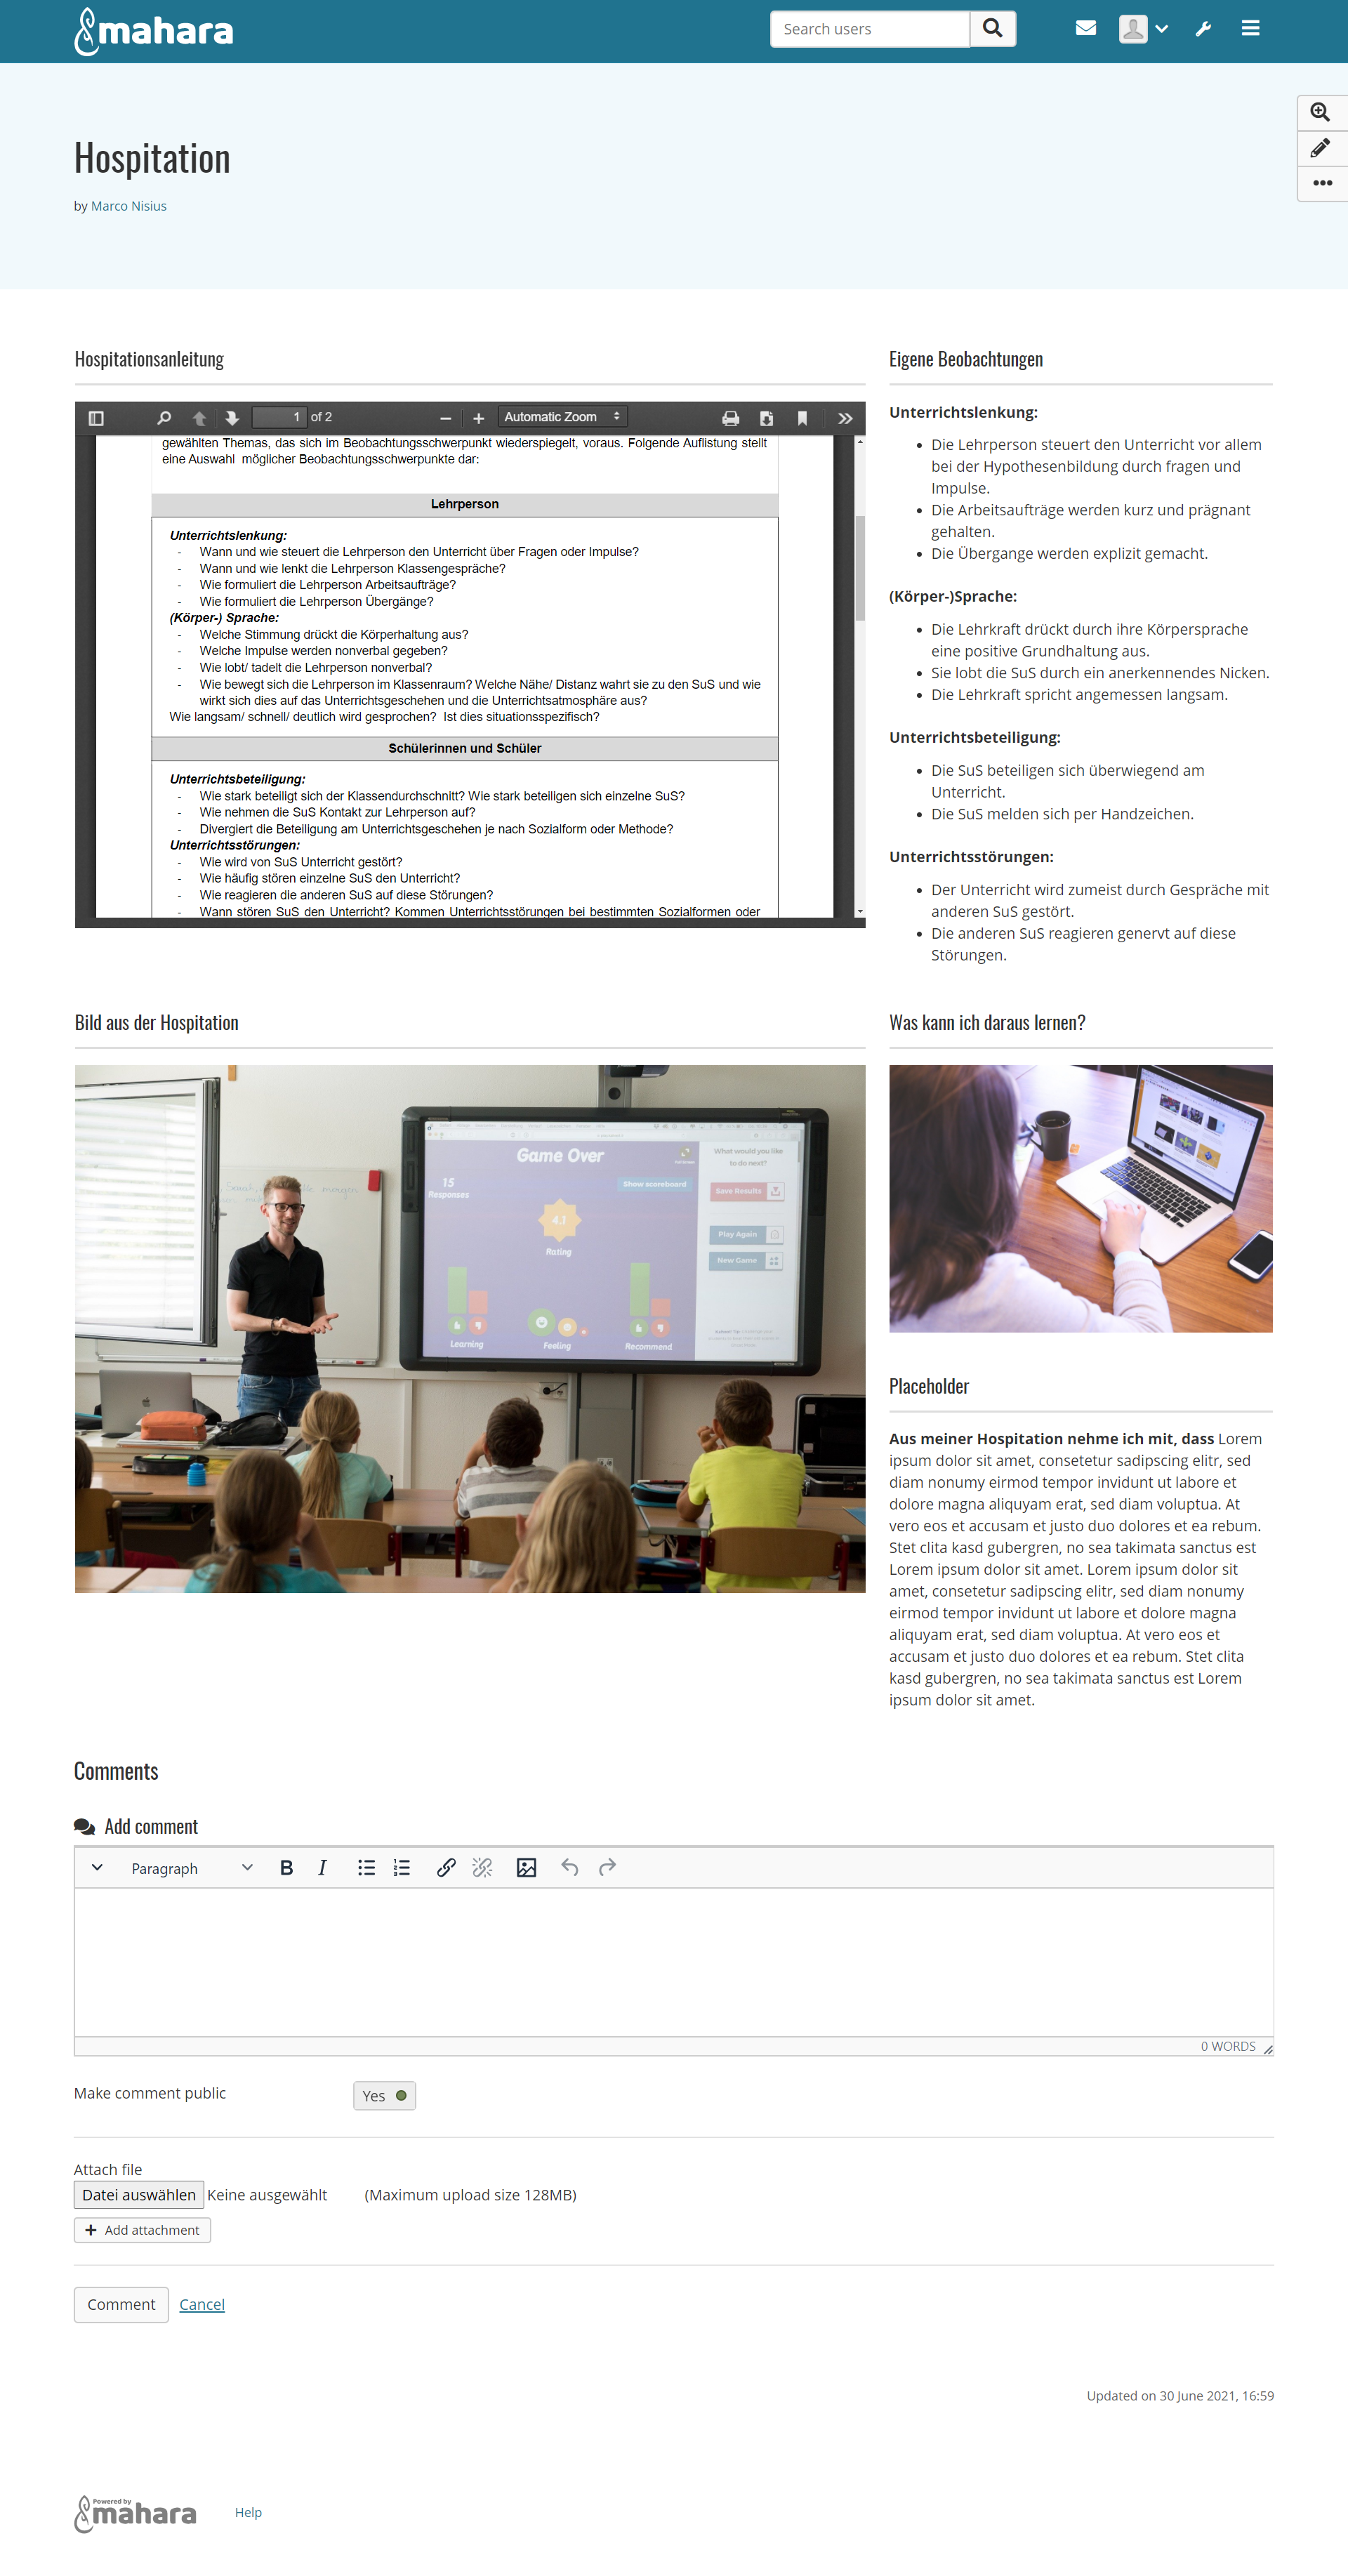 mahara
Search users
Hospitation
by Marco Nisius
Hospitationsanleitung
1 of 2
Automatic Zoom
gewählten Themas, das sich im Beobachtungsschwerpunkt wiederspiegelt, voraus. Folgende Auflistung stellt
eine Auswahl möglicher Beobachtungsschwerpunkte dar:
Lehrperson
Unterrichtslenkung:
- Wann und wie steuert die Lehrperson den Unterricht über Fragen oder Impulse?
- Wann und wie lenkt die Lehrperson Klassengespräche?
- Wie formuliert die Lehrperson Arbeitsaufträge?
- Wie formuliert die Lehrperson Übergänge?
(Körper-) Sprache:
- Welche Stimmung drückt die Körperhaltung aus?
- Welche Impulse werden nonverbal gegeben?
- Wie lobt/ tadelt die Lehrperson nonverbal?
- Wie bewegt sich die Lehrperson im Klassenraum? Welche Nähe/ Distanz wahrt sie zu den SuS und wie
wirkt sich dies auf das Unterrichtsgeschehen und die Unterrichtsatmosphäre aus?
Wie langsam/ schnell/ deutlich wird gesprochen? Ist dies situationsspezifisch?
Schülerinnen und Schüler
Unterrichtsbeteiligung:
- Wie stark beteiligt sich der Klassendurchschnitt? Wie stark beteiligen sich einzelne SuS?
- Wie nehmen die SuS Kontakt zur Lehrperson auf?
- Divergiert die Beteiligung am Unterrichtsgeschehen je nach Sozialform oder Methode?
Unterrichtsstörungen:
- Wie wird von SuS Unterricht gestört?
- Wie häufig stören einzelne SuS den Unterricht?
- Wie reagieren die anderen SuS auf diese Störungen?
- Wann stören SuS den Unterricht? Kommen Unterrichtsstörungen bei bestimmten Sozialformen oder
Eigene Beobachtungen
Unterrichtslenkung:
• Die Lehrperson steuert den Unterricht vor allem
bei der Hypothesenbildung durch fragen und
Impulse.
• Die Arbeitsaufträge werden kurz und prägnant
gehalten.
• Die Übergange werden explizit gemacht.
(Körper-)Sprache:
• Die Lehrkraft drückt durch ihre Körpersprache
eine positive Grundhaltung aus.
• Sie lobt die SuS durch ein anerkennendes Nicken.
• Die Lehrkraft spricht angemessen langsam.
Unterrichtsbeteiligung:
• Die SuS beteiligen sich überwiegend am
Unterricht.
• Die SuS melden sich per Handzeichen.
Unterrichtsstörungen:
• Der Unterricht wird zumeist durch Gespräche mit
anderen SuS gestört.
• Die anderen SuS reagieren genervt auf diese
Störungen.
Bild aus der Hospitation
Game Over
15
Responses
Show scoreboard
4.1
Rating
Learning
Feeling
Recommend
What would you like
to do next?
Save Results
Play Again
New Game
Was kann ich daraus lernen?
Placeholder
Aus meiner Hospitation nehme ich mit, dass Lorem
ipsum dolor sit amet, consetetur sadipscing elitr, sed
diam nonumy eirmod tempor invidunt ut labore et
dolore magna aliquyam erat, sed diam voluptua. At
vero eos et accusam et justo duo dolores et ea rebum.
Stet clita kasd gubergren, no sea takimata sanctus est
Lorem ipsum dolor sit amet. Lorem ipsum dolor sit
amet, consetetur sadipscing elitr, sed diam nonumy
eirmod tempor invidunt ut labore et dolore magna
aliquyam erat, sed diam voluptua. At vero eos et
accusam et justo duo dolores et ea rebum. Stet clita
kasd gubergren, no sea takimata sanctus est Lorem
ipsum dolor sit amet.
Comments
Add comment
Paragraph B I
0 WORDS
Make comment public
Yes
Attach file
Datei auswählen Keine ausgewählt (Maximum upload size 128MB)
Add attachment
Comment Cancel
Updated on 30 June 2021, 16:59
Powered by
mahara
Help